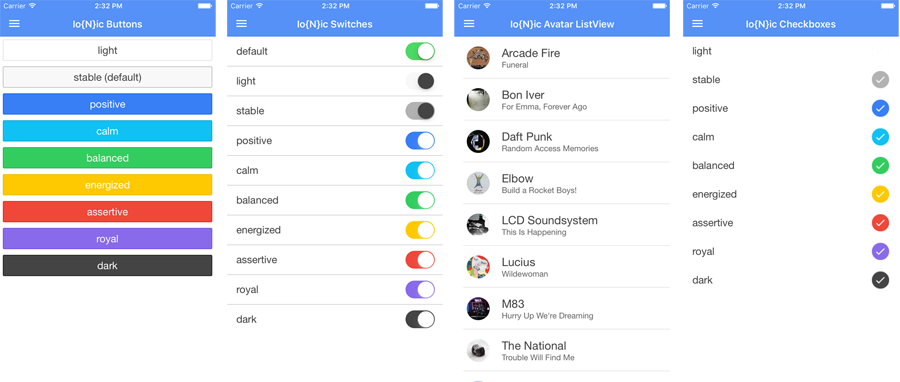 Carrier 2:32 PM
Io{N}ic Buttons
light
stable (default)
positive
calm
balanced
energized
assertive
royal
dark
Carrier 2:32 PM
Io{N}ic Switches
default
light
stable
positive
calm
balanced
energized
assertive
royal
dark
Carrier 2:32 PM
Io{N}ic Avatar ListView
Arcade Fire
Funeral
Bon Iver
For Emma, Forever Ago
Daft Punk
Random Access Memories
Elbow
Build a Rocket Boys!
LCD Soundsystem
This Is Happening
Lucius
Wildewoman
M83
Hurry Up We're Dreaming
The National
Trouble Will Find Me
Carrier 2:32 PM
Io{N}ic Checkboxes
light
stable
positive
calm
balanced
energized
assertive
royal
dark